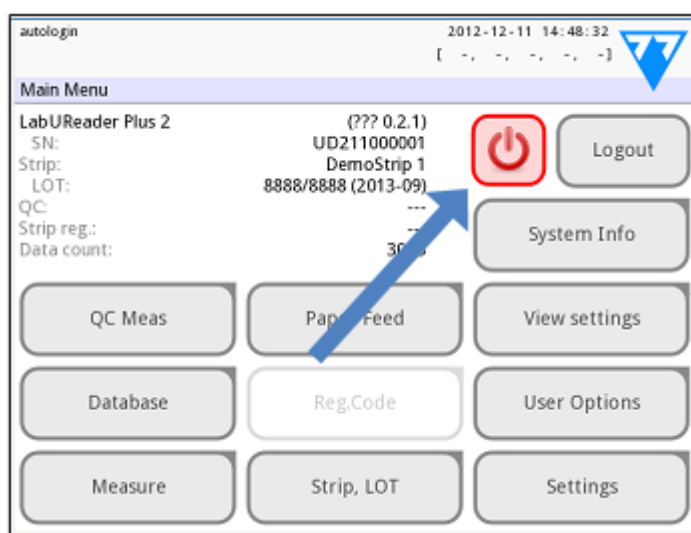 autologin 2012-12-11 14:48:32
[ -, -, -, -, -]
77
Main Menu
LabUReader Plus 2 (??? 0.2.1)
SN: UD211000001
Strip: DemoStrip 1
LOT: 8888/8888 (2013-09)
QC: ---
Strip reg.:
Data count:
Logout
System Info
QC Meas Feed View settings
Database Reg.Code User Options
Measure Strip, LOT Settings